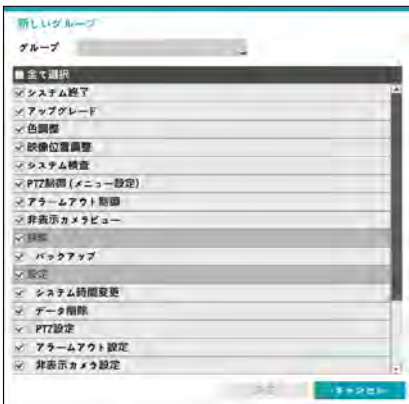 新しいグループ
グループ
全て選択
システム終了
アップグレード
色調整
映像位置調整
システム検査
PTZ制御 (メニュー設定)
アラームアウト制御
非表示カメラビュー
検索
バックアップ
設定
システム時間変更
データ削除
PTZ設定
アラームアウト設定
非表示カメラ設定
キャンセル